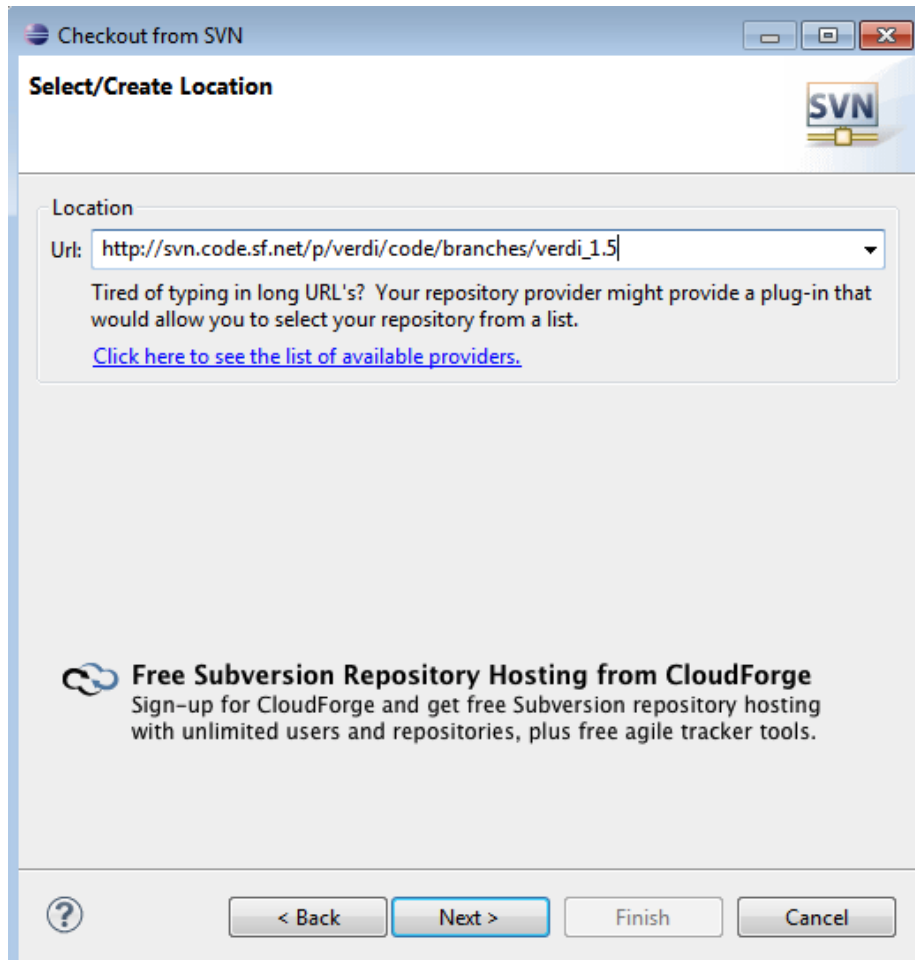 Checkout from SVN
Select/Create Location
SVN
Location
Url: http://svn.code.sf.net/p/verdi/code/branches/verdi_1.5
Tired of typing in long URL's? Your repository provider might provide a plug-in that
would allow you to select your repository from a list.
Click here to see the list of available providers.
Free Subversion Repository Hosting from CloudForge
Sign-up for CloudForge and get free Subversion repository hosting
with unlimited users and repositories, plus free agile tracker tools.
? < Back Next > Finish Cancel